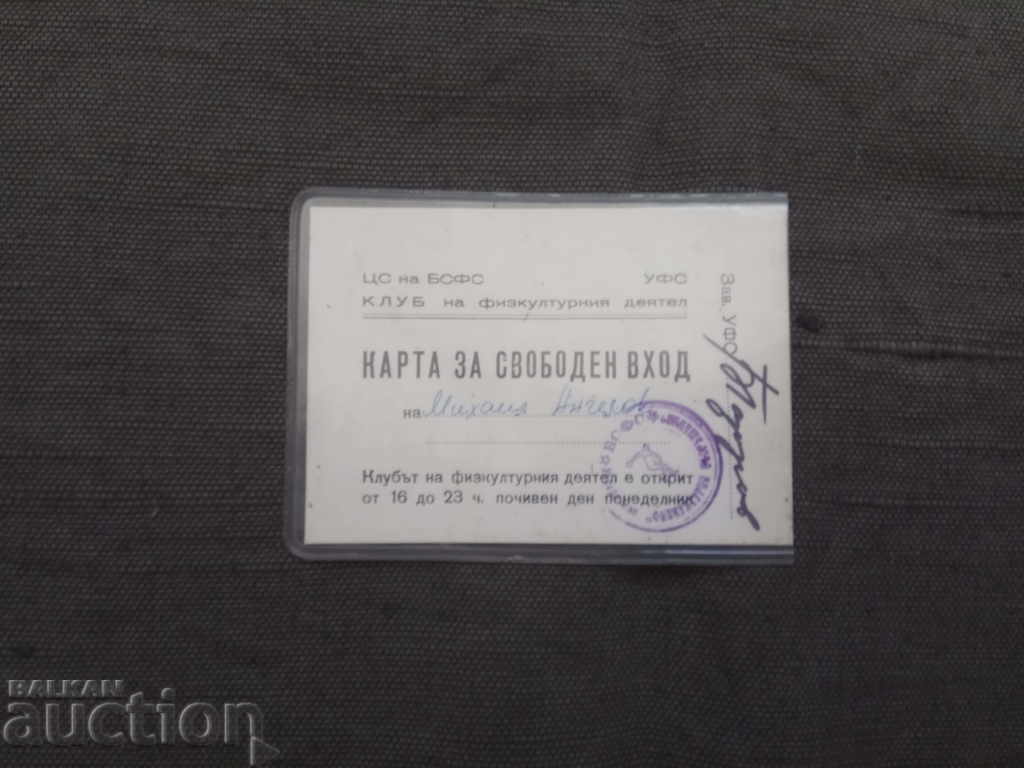 ЦС на БСФС УФС
КЛУБ на физкултурния деятел
КАРТА ЗА СВОБОДЕН ВХОД
на Михаил Ангелов
Клубът на физкултурния деятел е открит
от 16 до 23 ч. почивен ден понеделник
Зав. УФС
БСФС
BALKAN
auction